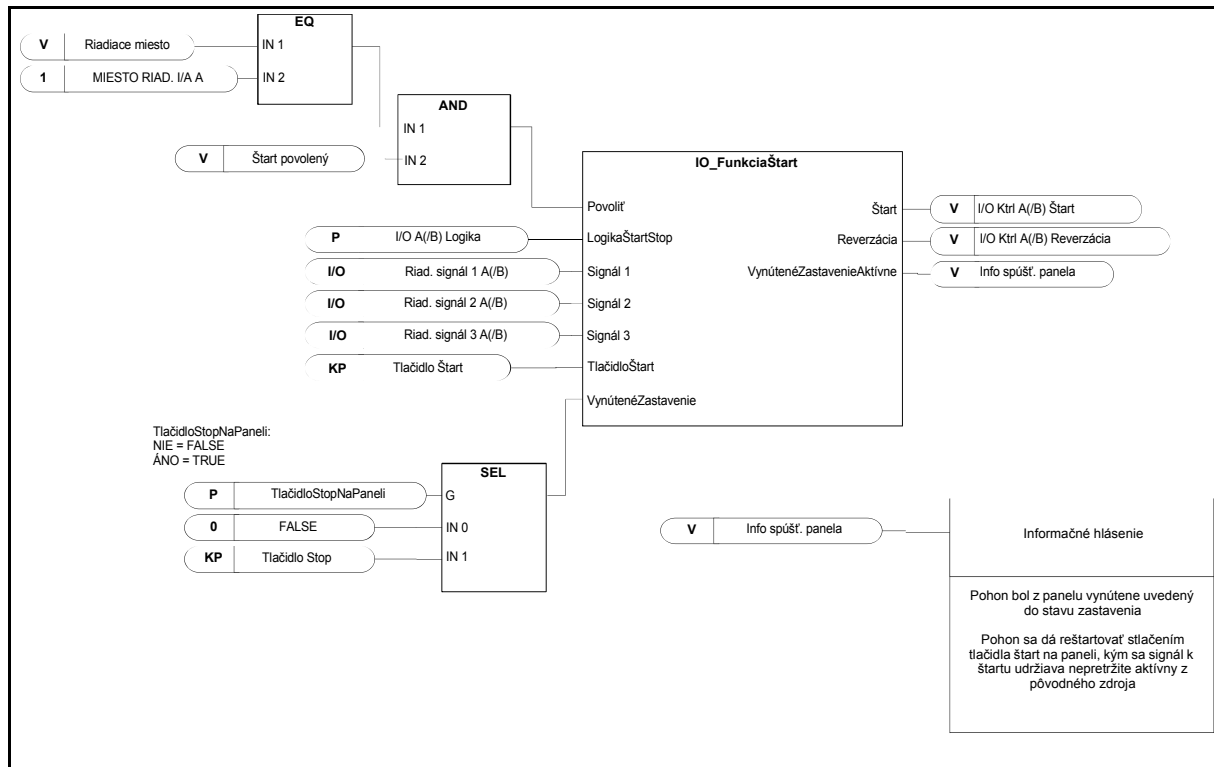 EQ
V Riadiace miesto
IN 1
1 MIESTO RIAD. I/A A
IN 2
AND
IN 1
V Štart povolený
IN 2
IO_FunkciaŠtart
Povoliť
Štart
V I/O Ktrl A(/B) Štart
P I/O A(/B) Logika
LogikaŠtartStop
Reverzácia
V I/O Ktrl A(/B) Reverzácia
I/O Riad. signál 1 A(/B)
Signál 1
VynútenéZastavenieAktívne
V Info spúšť. panela
I/O Riad. signál 2 A(/B)
Signál 2
I/O Riad. signál 3 A(/B)
Signál 3
KP Tlačidlo Štart
TlačidloŠtart
VynútenéZastavenie
TlačidloStopNaPaneli:
NIE = FALSE
ÁNO = TRUE
SEL
P TlačidloStopNaPaneli
G
0 FALSE
IN 0
KP Tlačidlo Stop
IN 1
V Info spúšť. panela
Informačné hlásenie
Pohon bol z panelu vynútene uvedený
do stavu zastavenia
Pohon sa dá reštartovať stlačením
tlačidla štart na paneli, kým sa signál k
štartu udržiava nepretržite aktívny z
pôvodného zdroja